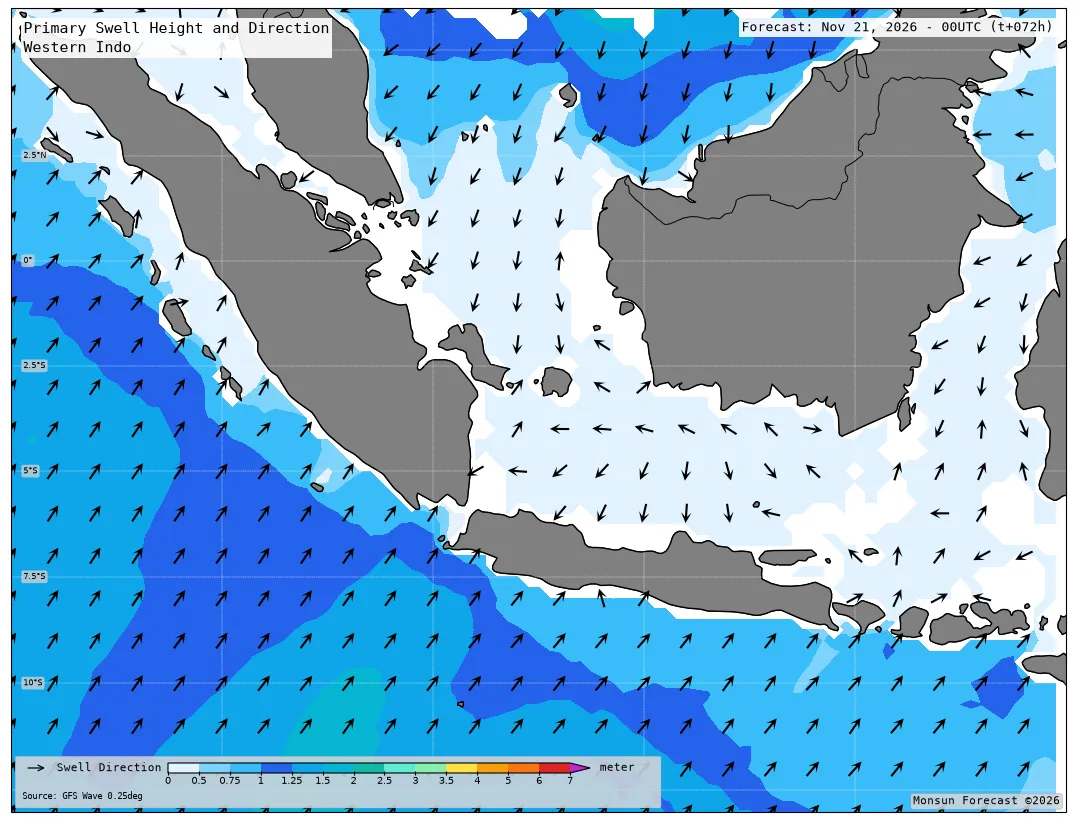 Primary Swell Height and Direction
Western Indo
Forecast: Nov 21, 2026 - 00UTC (t+072h)
2.5°N
0°
2.5°S
5°S
7.5°S
10°S
Swell Direction
0 0.5 0.75 1 1.25 1.5 2 2.5 3 3.5 4 5 6 7
meter
Source: GFS Wave 0.25deg
Monsun Forecast ©2026